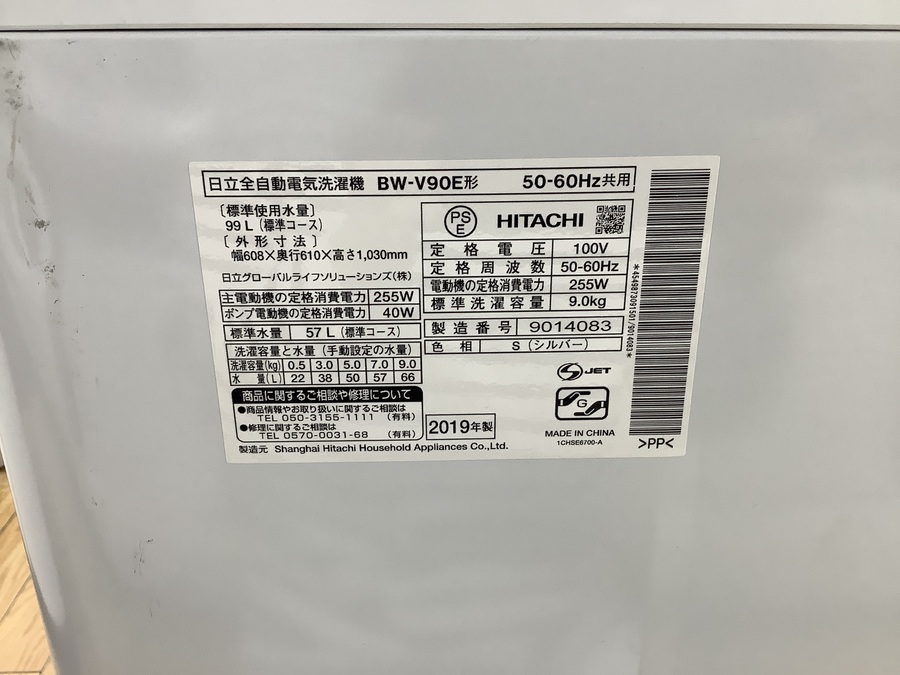 日立全自動電気洗濯機 BW-V90E形 50-60Hz共用
〔標準使用水量〕
99 L（標準コース）
〔外形寸法〕
幅608×奥行610×高さ1,030mm
日立グローバルライフソリューションズ（株）
主電動機の定格消費電力 255W
ポンプ電動機の定格消費電力 40W
標準水量 57 L（標準コース）
洗濯容量と水量（手動設定の水量）
洗濯容量(kg) 0.5 3.0 5.0 7.0 9.0
水量(L) 22 38 50 57 66
商品に関するご相談や修理について
●商品情報やお取り扱いに関するご相談は
TEL 050-3155-1111（有料）
●修理に関するご相談は
TEL 0570-0031-68（有料）
製造元 Shanghai Hitachi Household Appliances Co.,Ltd.
PS E HITACHI
定格電圧 100V
定格周波数 50-60Hz
電動機の定格消費電力 255W
標準洗濯容量 9.0kg
製造番号 9014083
色相 S（シルバー）
S JET
G
2019年製
MADE IN CHINA
1CHSE6700-A
*4549873091501/9014083*
>PP<